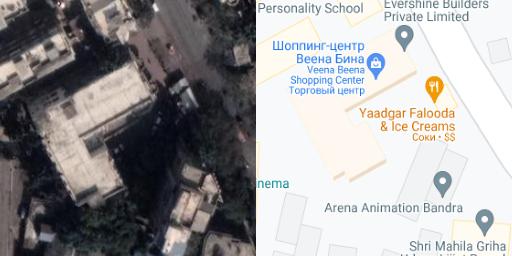 Personality School
Evershine Builders
Private Limited
Шоппинг-центр
Веена Бина
Veena Beena
Shopping Center
Торговый центр
Yaadgar Falooda
& Ice Creams
Соки • $$
nema
Arena Animation Bandra
Shri Mahila Griha